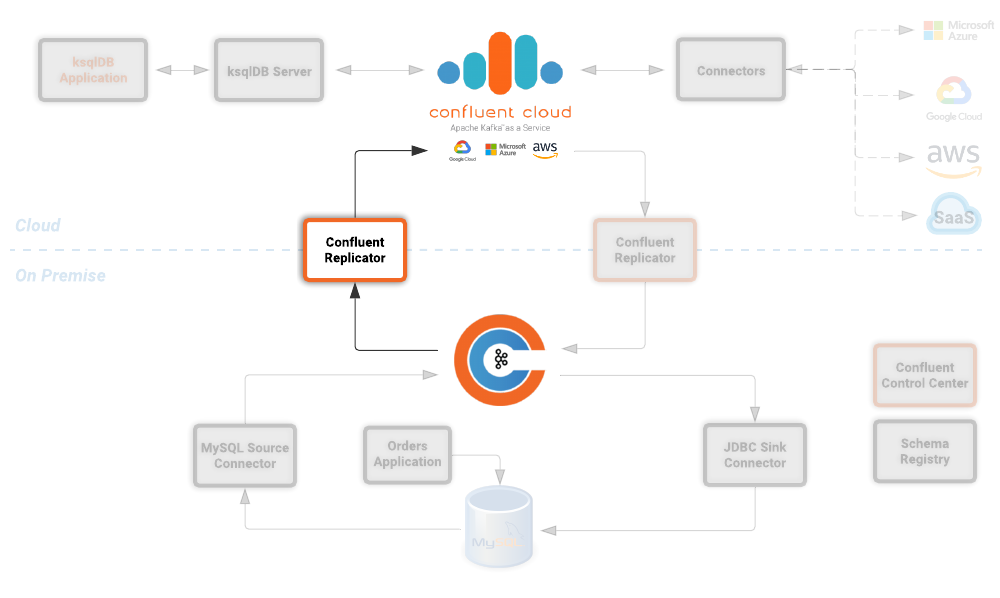 ksqlDB
Application
ksqlDB Server
confluent cloud
Apache Kafka® as a Service
Google Cloud
Microsoft
Azure
aws
Connectors
Microsoft
Azure
Google Cloud
aws
SaaS
Cloud
On Premise
Confluent
Replicator
Confluent
Replicator
MySQL Source
Connector
Orders
Application
MySQL
JDBC Sink
Connector
Confluent
Control Center
Schema
Registry